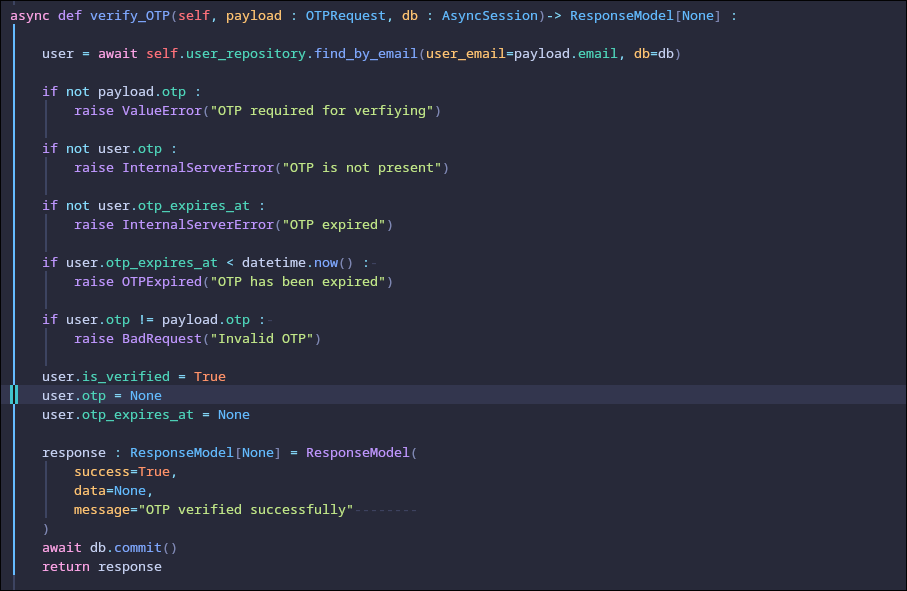 async def verify_OTP(self, payload : OTPRequest, db : AsyncSession)-> ResponseModel[None] :
user = await self.user_repository.find_by_email(user_email=payload.email, db=db)
if not payload.otp :
raise ValueError("OTP required for verfiying")
if not user.otp :
raise InternalServerError("OTP is not present")
if not user.otp_expires_at :
raise InternalServerError("OTP expired")
if user.otp_expires_at < datetime.now() :
raise OTPExpired("OTP has been expired")
if user.otp != payload.otp :
raise BadRequest("Invalid OTP")
user.is_verified = True
user.otp = None
user.otp_expires_at = None
response : ResponseModel[None] = ResponseModel(
success=True,
data=None,
message="OTP verified successfully"
)
await db.commit()
return response